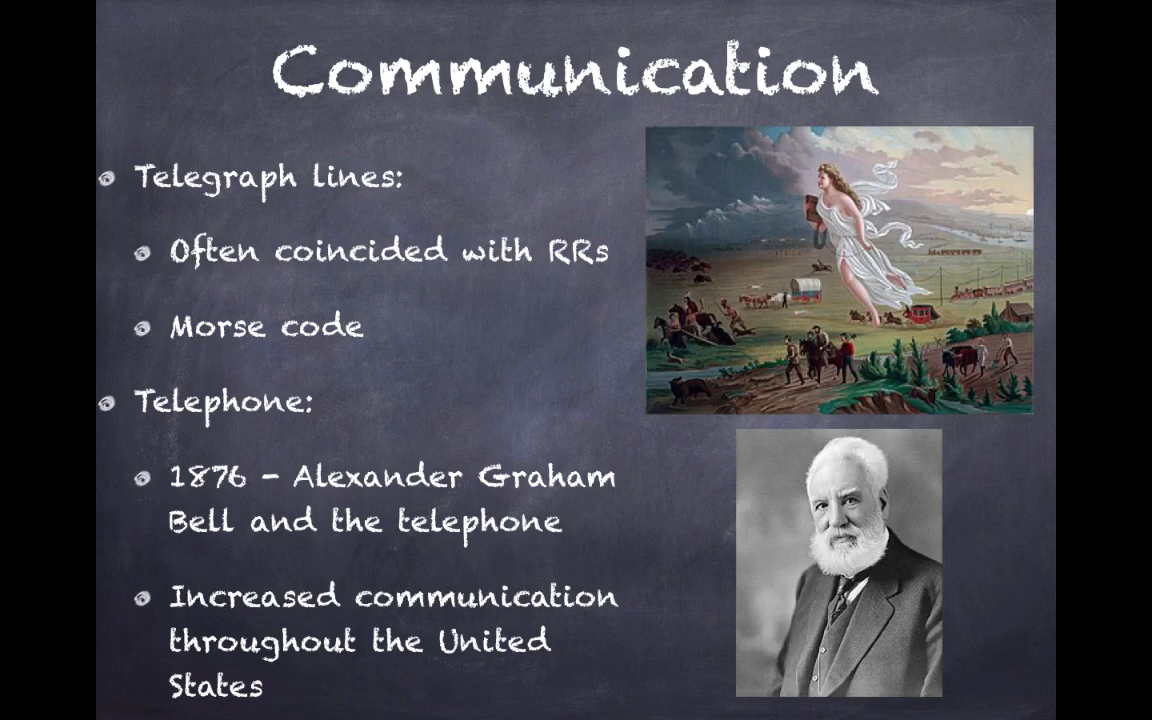 Communication
Telegraph lines:
Often coincided with RRs
Morse code
Telephone:
1876 - Alexander Graham
Bell and the telephone
Increased communication
throughout the United
States